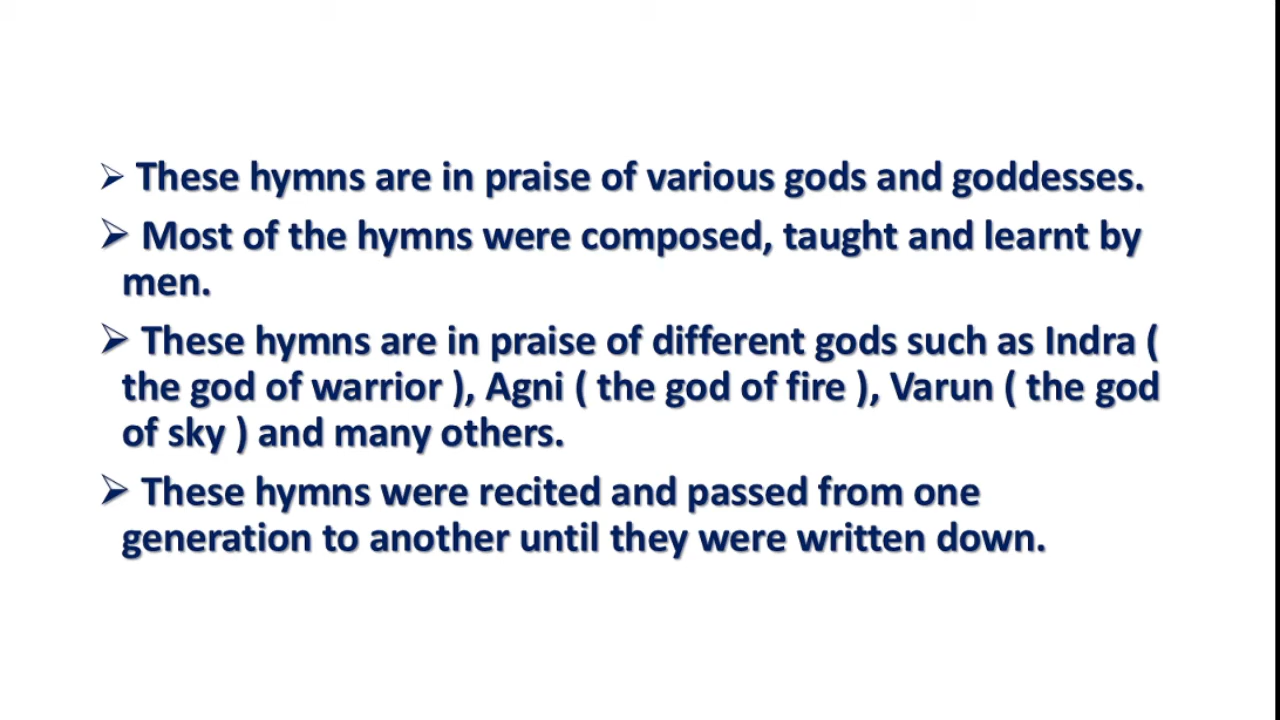 ➢ These hymns are in praise of various gods and goddesses.
➢ Most of the hymns were composed, taught and learnt by
men.
➢ These hymns are in praise of different gods such as Indra (
the god of warrior ), Agni ( the god of fire ), Varun ( the god
of sky ) and many others.
➢ These hymns were recited and passed from one
generation to another until they were written down.